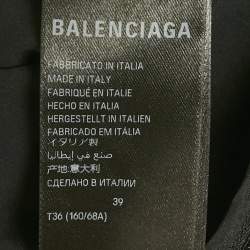 BALENCIAGA
FABBRICATO IN ITALIA
MADE IN ITALY
FABRIQUÉ EN ITALIE
HECHO EN ITALIA
HERGESTELLT IN ITALIEN
FABRICADO EM ITÁLIA
イタリア製
صنع في إيطاليا
产地:意大利
СДЕЛАНО В ИТАЛИИ
39
T36 (160/68A)